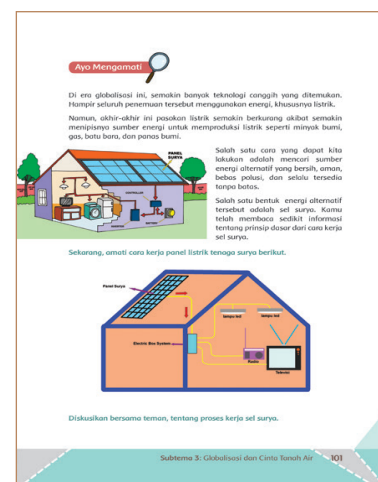 Ayo Mengamati
Di era globalisasi ini, semakin banyak teknologi canggih yang ditemukan.
Hampir seluruh penemuan tersebut menggunakan energi, khususnya listrik.
Namun, akhir-akhir ini pasokan listrik semakin berkurang akibat semakin
menipisnya sumber energi untuk memproduksi listrik seperti minyak bumi,
gas, batu bara, dan panas bumi.
PANEL
SURYA
CONTROLLER
INVERTER
BATTERY
Salah satu cara yang dapat kita
lakukan adalah mencari sumber
energi alternatif yang bersih, aman,
bebas polusi, dan selalu tersedia
tanpa batas.
Salah satu bentuk energi alternatif
tersebut adalah sel surya. Kamu
telah membaca sedikit informasi
tentang prinsip dasar dari cara kerja
sel surya.
Sekarang, amati cara kerja panel listrik tenaga surya berikut.
Panel Surya
lampu led
lampu led
Electric Box System
Radio
Televisi
Diskusikan bersama teman, tentang proses kerja sel surya.
Subtema 3: Globalisasi dan Cinta Tanah Air
101